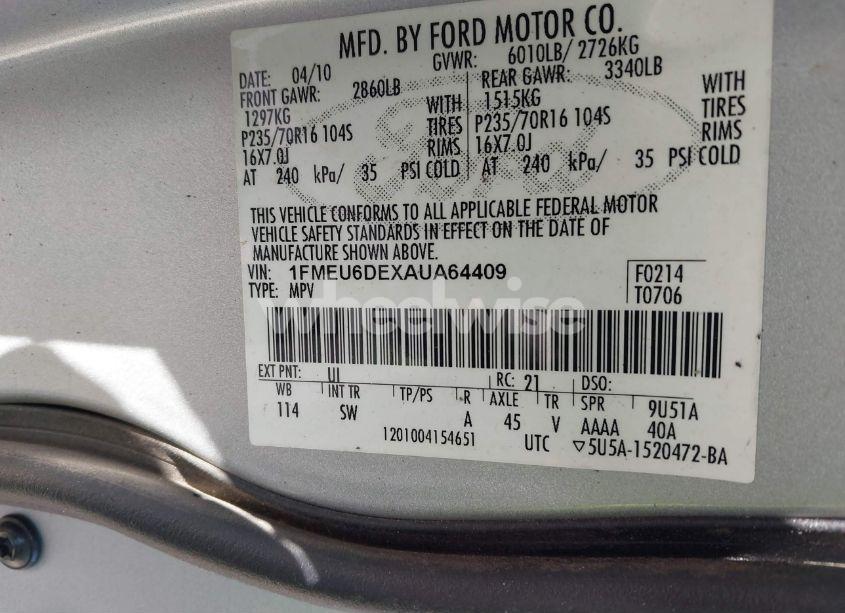 MFD. BY FORD MOTOR CO.
DATE: 04/10 GVWR: 6010LB/ 2726KG
FRONT GAWR: 2860LB REAR GAWR: 3340LB
1297KG WITH 1515KG WITH
P235/70R16 104S TIRES P235/70R16 104S TIRES
16X7.0J RIMS 16X7.0J RIMS
AT 240 kPa/ 35 PSI COLD AT 240 kPa/ 35 PSI COLD
THIS VEHICLE CONFORMS TO ALL APPLICABLE FEDERAL MOTOR
VEHICLE SAFETY STANDARDS IN EFFECT ON THE DATE OF
MANUFACTURE SHOWN ABOVE.
VIN: 1FMEU6DEXAUA64409 F0214
TYPE: MPV T0706
wheelwise
EXT PNT: UI RC: 21 DSO:
WB INT TR TP/PS R AXLE TR SPR 9U51A
114 SW A 45 V AAAA 40A
1201004154651 UTC ▽5U5A-1520472-BA